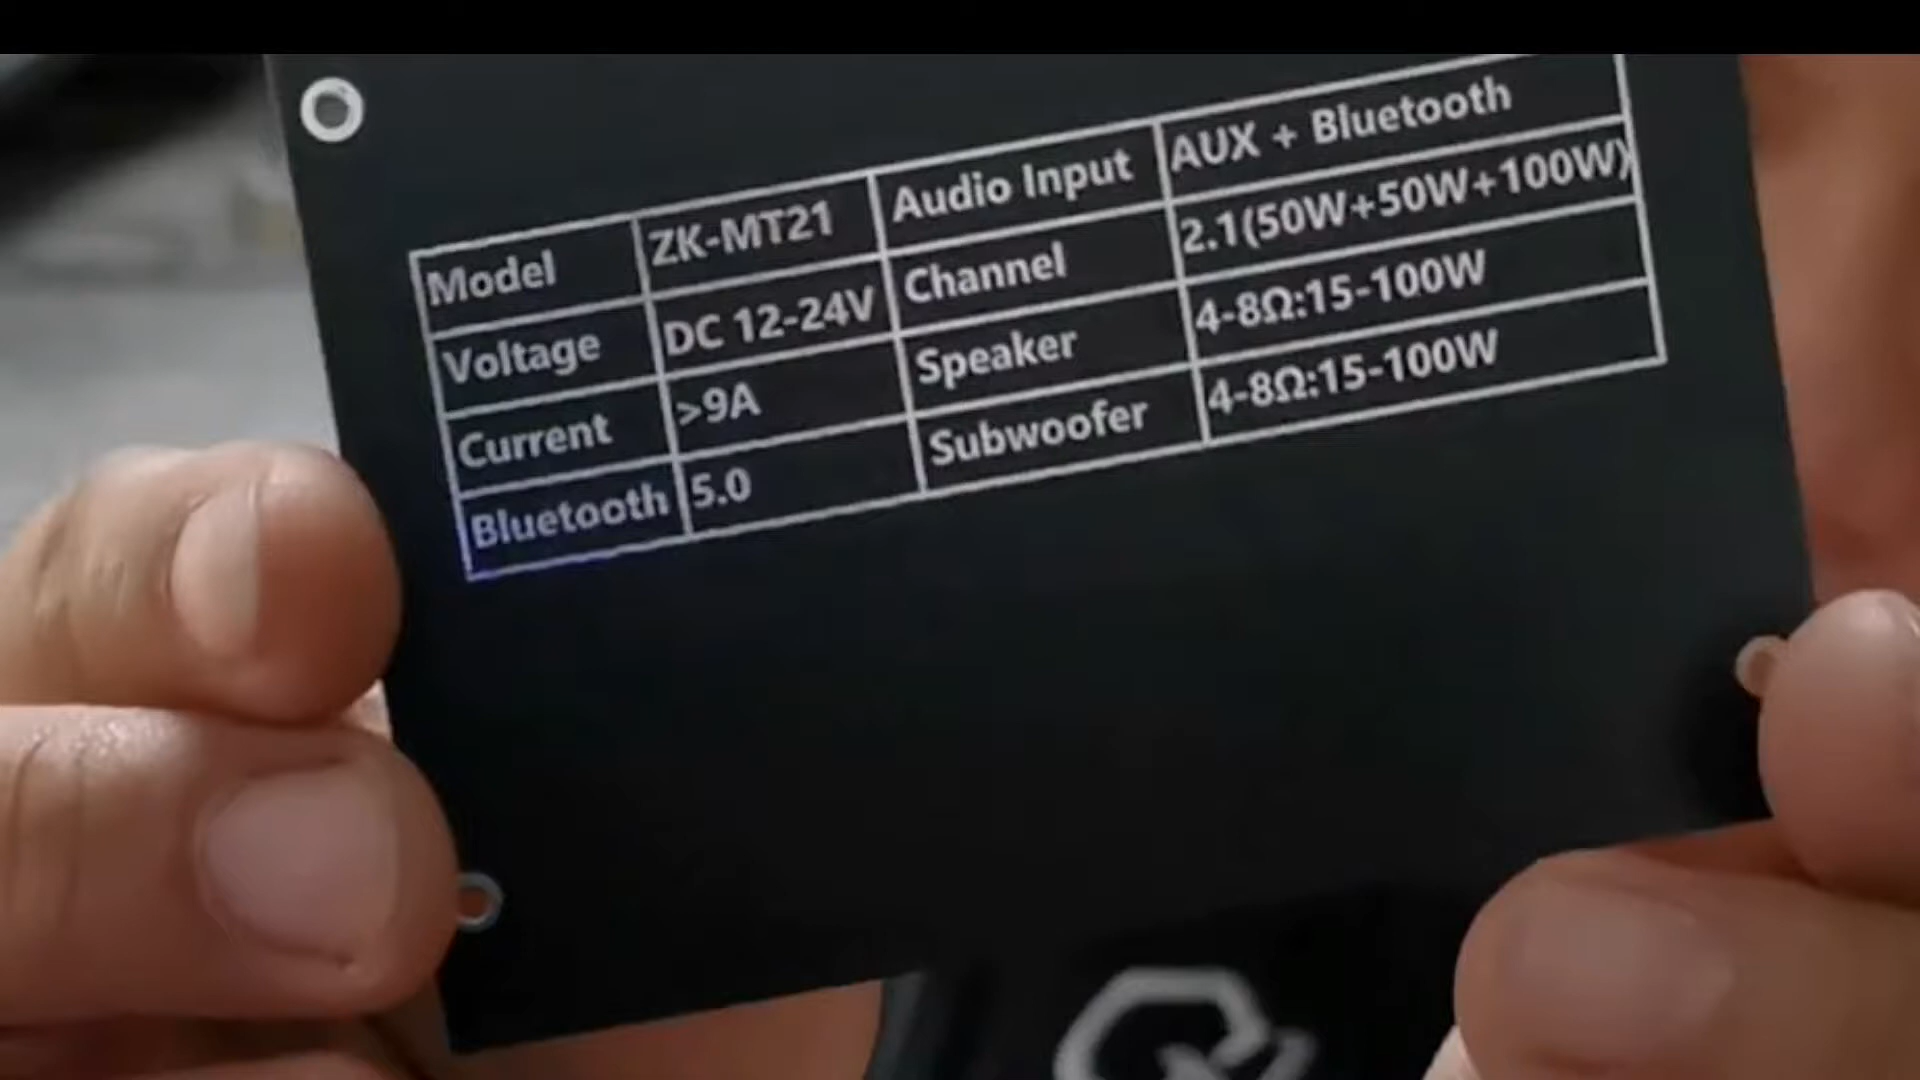 Model ZK-MT21 Audio Input AUX + Bluetooth
Voltage DC 12-24V Channel 2.1(50W+50W+100W)
Current >9A Speaker 4-8Ω:15-100W
Bluetooth 5.0 Subwoofer 4-8Ω:15-100W